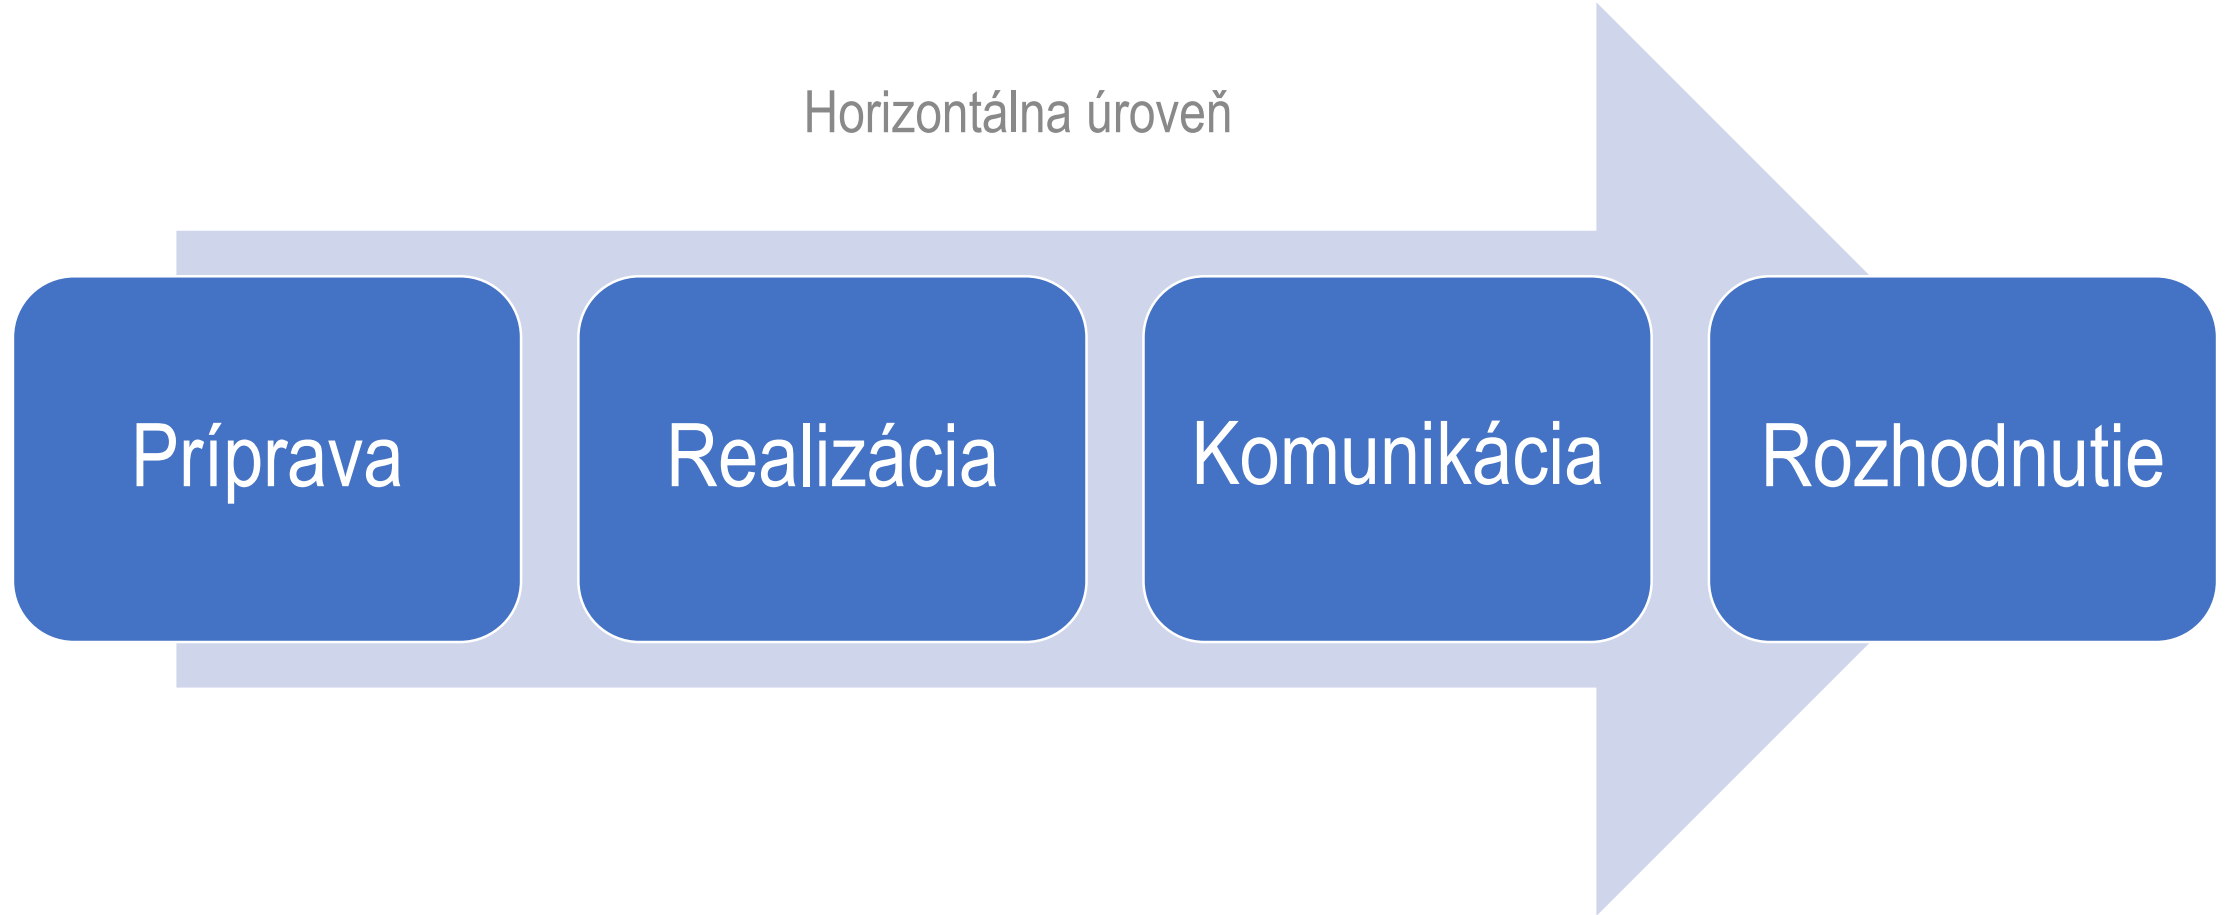 Horizontálna úroveň
Príprava
Realizácia
Komunikácia
Rozhodnutie